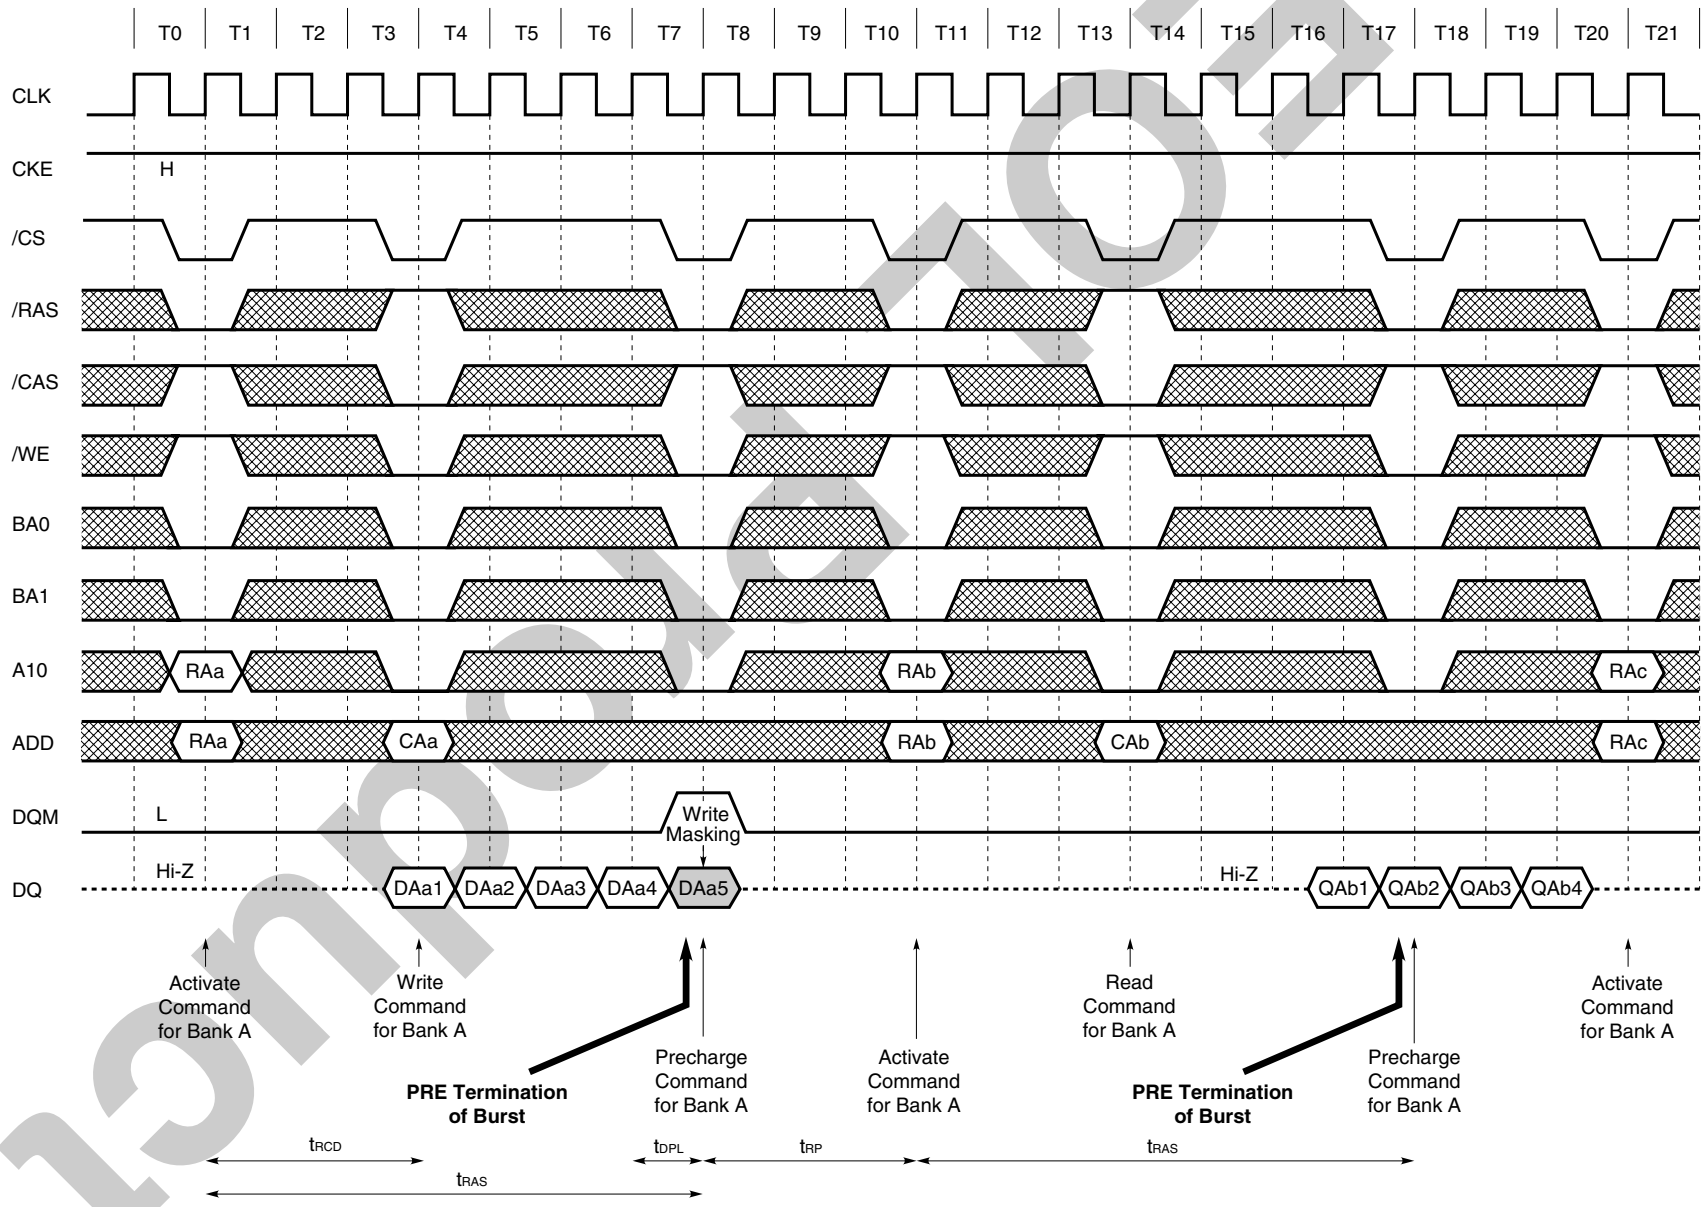 T0 T1 T2 T3 T4 T5 T6 T7 T8 T9 T10 T11 T12 T13 T14 T15 T16 T17 T18 T19 T20 T21
CLK
CKE H
/CS
/RAS
/CAS
/WE
BA0
BA1
A10 RAa RAb RAc
ADD RAa CAa RAb CAb RAc
DQM L Write
Masking
DQ Hi-Z DAa1 DAa2 DAa3 DAa4 DAa5 Hi-Z QAb1 QAb2 QAb3 QAb4
Activate
Command
for Bank A
Write
Command
for Bank A
PRE Termination
of Burst
Precharge
Command
for Bank A
Activate
Command
for Bank A
Read
Command
for Bank A
PRE Termination
of Burst
Precharge
Command
for Bank A
Activate
Command
for Bank A
tRCD tDPL tRP tRAS
tRAS
EOL Product